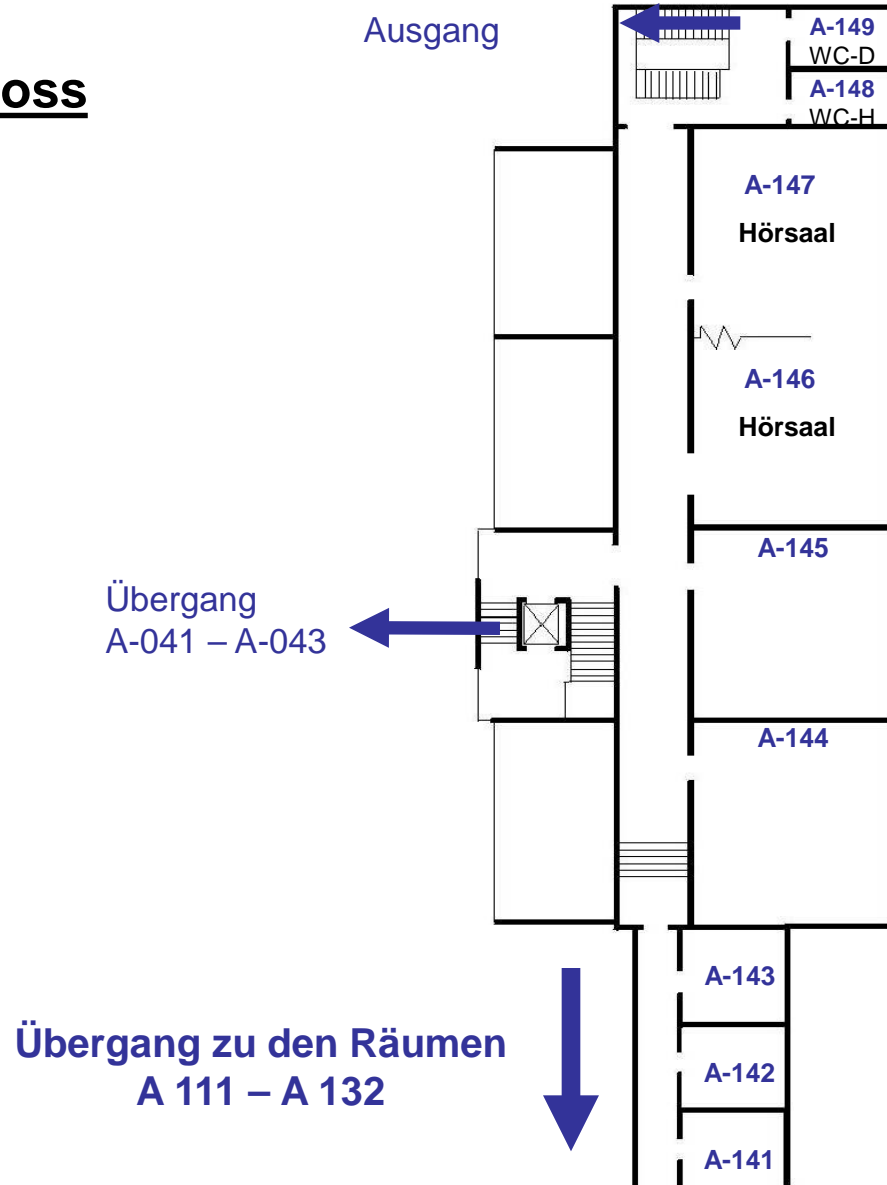 Ausgang
A-149
WC-D
oss
A-148
WC-H
A-147
Hörsaal
A-146
Hörsaal
A-145
Übergang
A-041 – A-043
A-144
A-143
Übergang zu den Räumen
A 111 – A 132
A-142
A-141